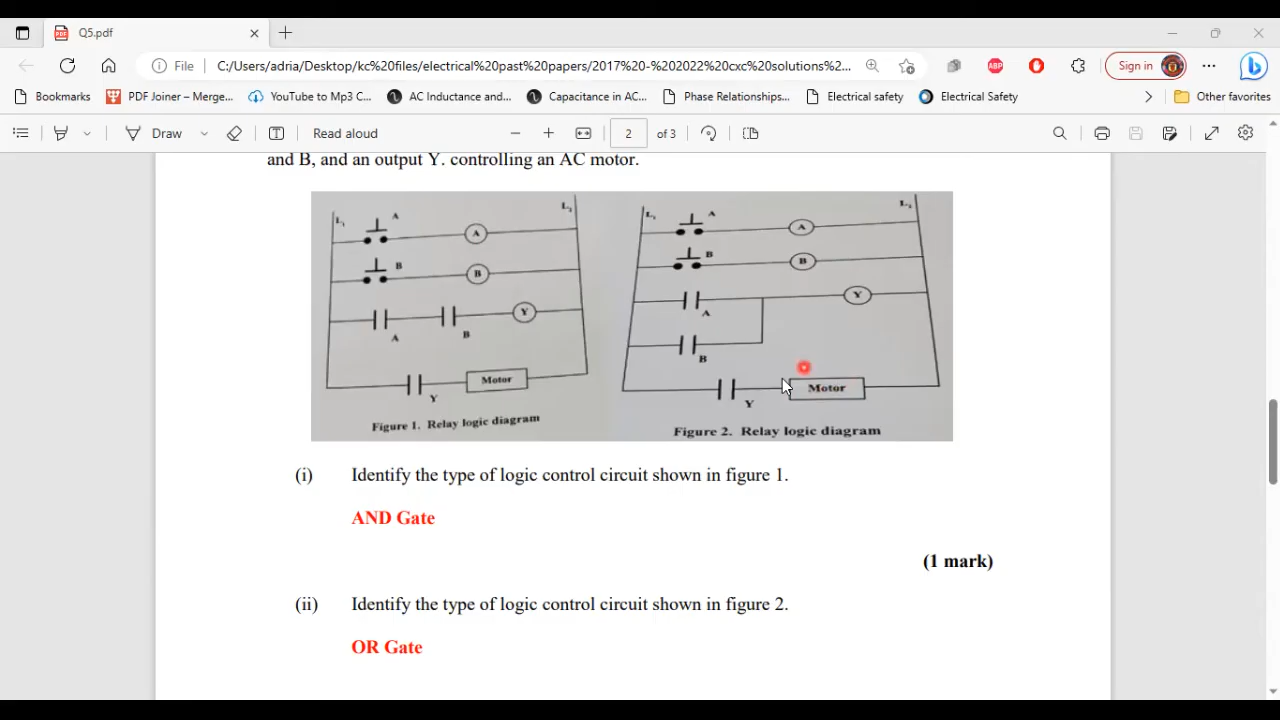 Q5.pdf
File
C:/Users/adria/Desktop/kc%20files/electrical%20past%20papers/2017%20-%202022%20cxc%20solutions%2...
Sign in
Bookmarks
PDF Joiner – Merge...
YouTube to Mp3 C...
AC Inductance and...
Capacitance in AC...
Phase Relationships...
Electrical safety
Electrical Safety
Other favorites
Draw
Read aloud
2
of 3
ABP
and B, and an output Y. controlling an AC motor.
L₁
A
L₂
A
B
B
A
B
Y
Y
Motor
Figure 1. Relay logic diagram
L₁
A
L₂
A
B
B
A
Y
B
Y
Motor
Figure 2. Relay logic diagram
(i) Identify the type of logic control circuit shown in figure 1.
AND Gate
(1 mark)
(ii) Identify the type of logic control circuit shown in figure 2.
OR Gate